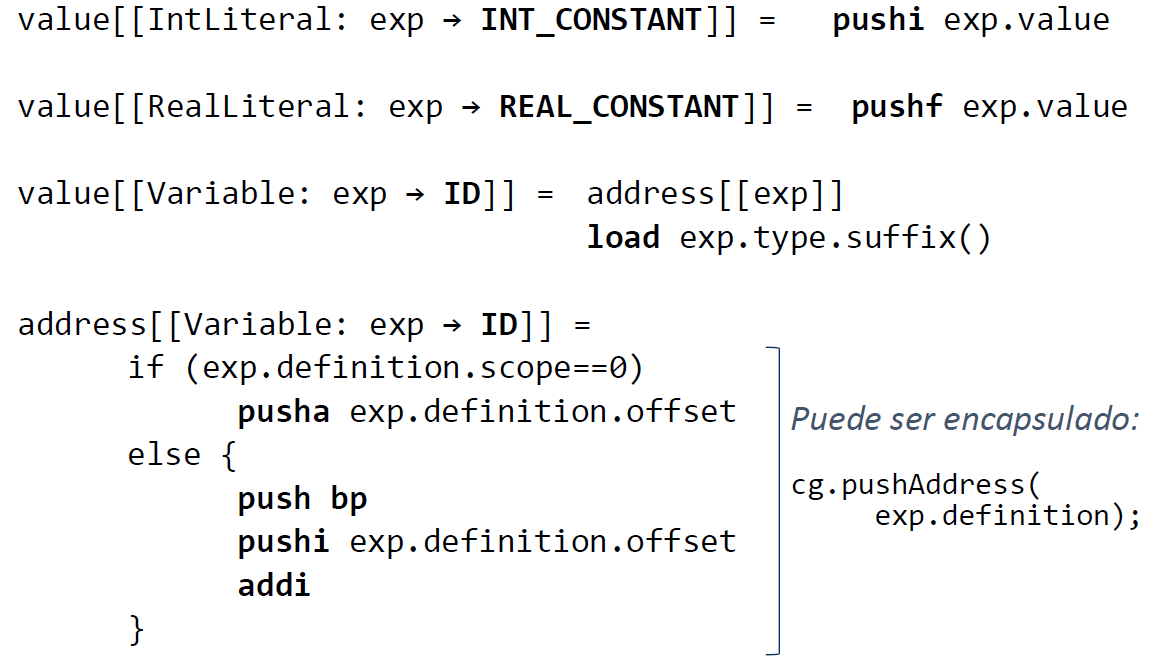 value[[IntLiteral: exp → INT_CONSTANT]] = pushi exp.value
value[[RealLiteral: exp → REAL_CONSTANT]] = pushf exp.value
value[[Variable: exp → ID]] = address[[exp]]
load exp.type.suffix()
address[[Variable: exp → ID]] =
if (exp.definition.scope==0)
pusha exp.definition.offset
else {
push bp
pushi exp.definition.offset
addi
}
Puede ser encapsulado:
cg.pushAddress(
exp.definition);